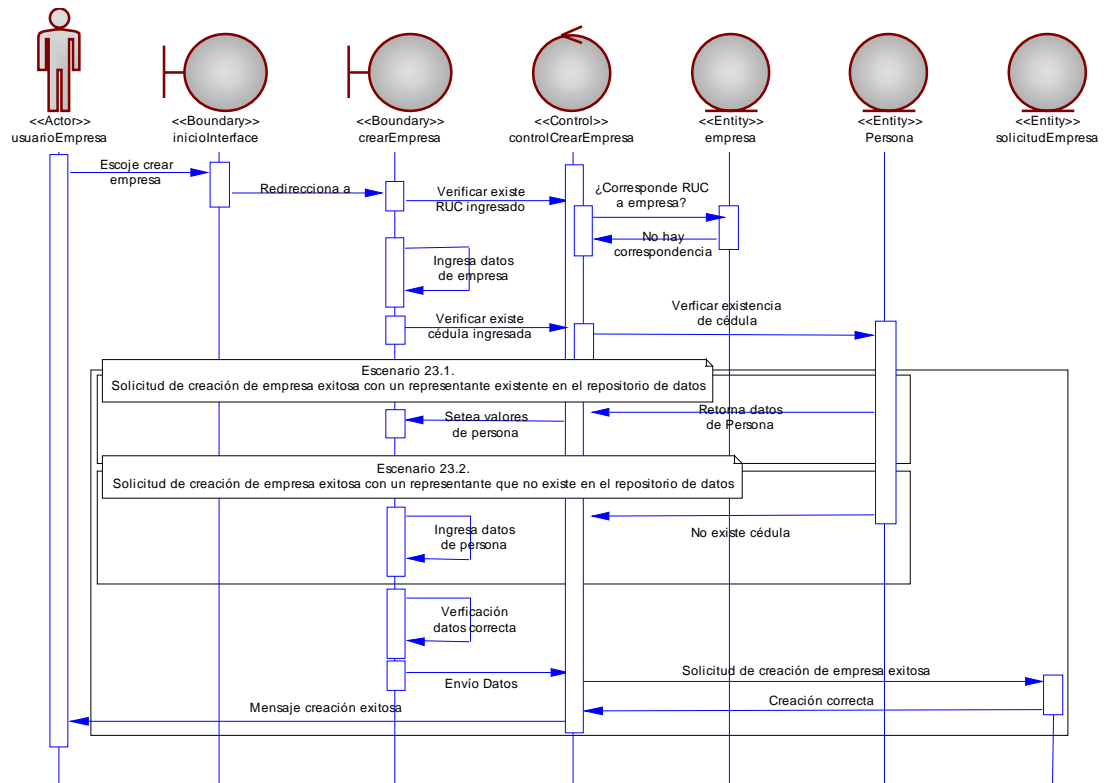 <<Actor>>
usuarioEmpresa
<<Boundary>>
inicioInterface
<<Boundary>>
crearEmpresa
<<Control>>
controlCrearEmpresa
<<Entity>>
empresa
<<Entity>>
Persona
<<Entity>>
solicitudEmpresa
Escoje crear
empresa
Redirecciona a
Verificar existe
RUC ingresado
¿Corresponde RUC
a empresa?
No hay
correspondencia
Ingresa datos
de empresa
Verificar existe
cédula ingresada
Verficar existencia
de cédula
Escenario 23.1.
Solicitud de creación de empresa exitosa con un representante existente en el repositorio de datos
Retorna datos
de Persona
Setea valores
de persona
Escenario 23.2.
Solicitud de creación de empresa exitosa con un representante que no existe en el repositorio de datos
Ingresa datos
de persona
No existe cédula
Verficación
datos correcta
Envío Datos
Solicitud de creación de empresa exitosa
Creación correcta
Mensaje creación exitosa